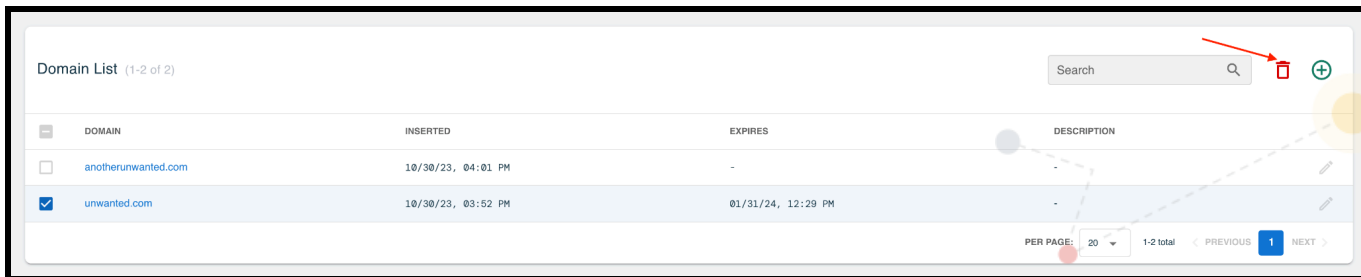 Domain List (1-2 of 2)
Search
DOMAIN INSERTED EXPIRES DESCRIPTION
anotherunwanted.com 10/30/23, 04:01 PM - -
unwanted.com 10/30/23, 03:52 PM 01/31/24, 12:29 PM -
PER PAGE: 20 1-2 total < PREVIOUS 1 NEXT >